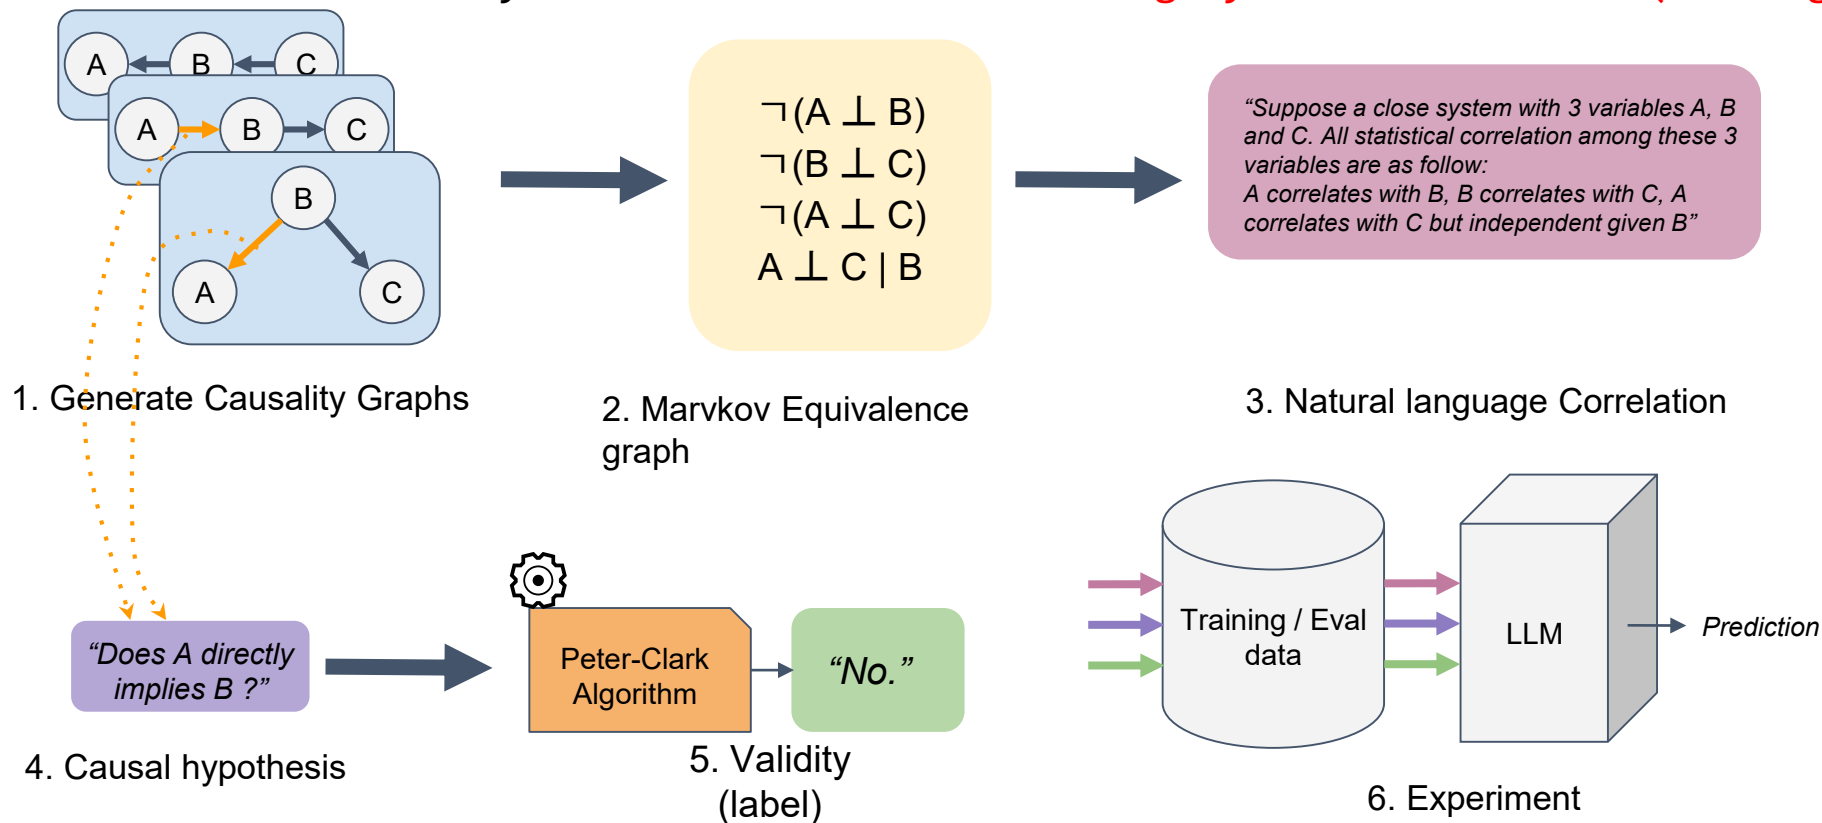 A B C
A B C
B
A C
¬(A ⊥ B)
¬(B ⊥ C)
¬(A ⊥ C)
A ⊥ C | B
“Suppose a close system with 3 variables A, B
and C. All statistical correlation among these 3
variables are as follow:
A correlates with B, B correlates with C, A
correlates with C but independent given B”
1. Generate Causality Graphs
2. Marvkov Equivalence
graph
3. Natural language Correlation
“Does A directly
implies B ?”
Peter-Clark
Algorithm
“No.”
Training / Eval
data
LLM
Prediction
4. Causal hypothesis
5. Validity
(label)
6. Experiment